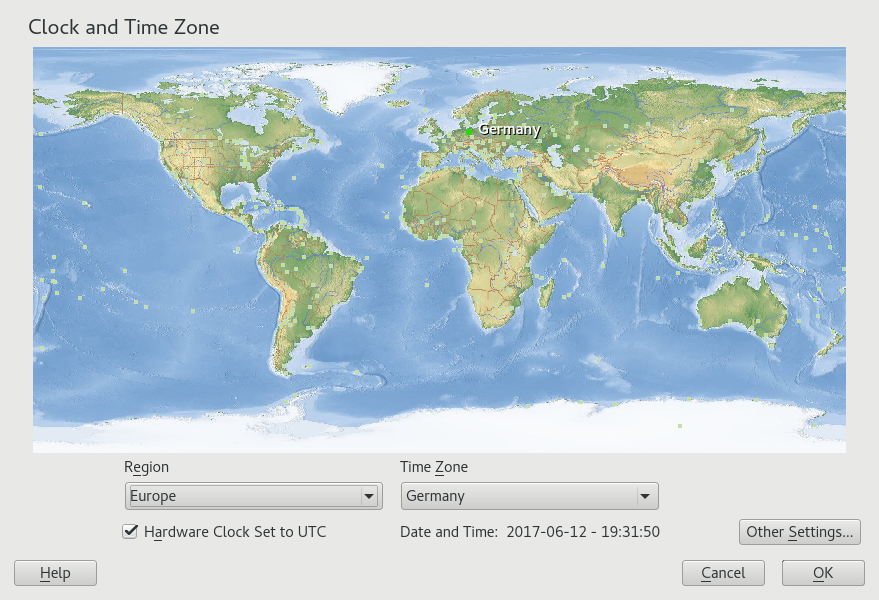 Clock and Time Zone
Germany
Region
Time Zone
Europe
Germany
Hardware Clock Set to UTC
Date and Time: 2017-06-12 - 19:31:50
Other Settings...
Help
Cancel
OK